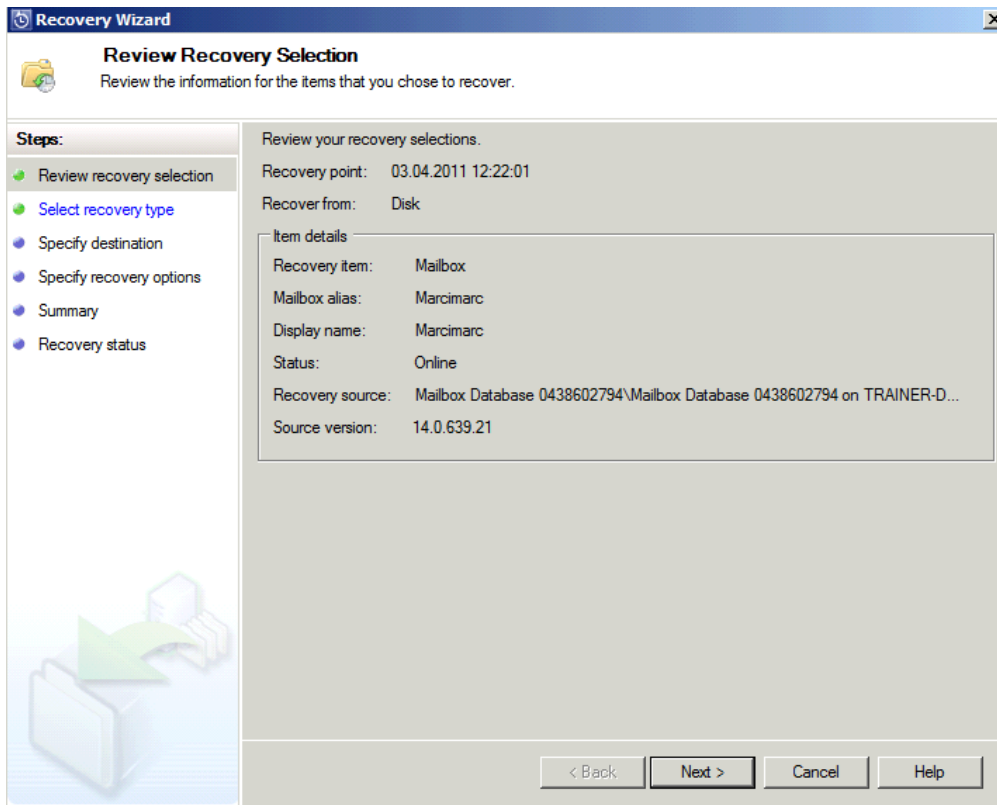 Recovery Wizard
Review Recovery Selection
Review the information for the items that you chose to recover.
Steps:
Review recovery selection
Select recovery type
Specify destination
Specify recovery options
Summary
Recovery status
Review your recovery selections.
Recovery point: 03.04.2011 12:22:01
Recover from: Disk
Item details
Recovery item: Mailbox
Mailbox alias: Marcimarc
Display name: Marcimarc
Status: Online
Recovery source: Mailbox Database 0438602794\Mailbox Database 0438602794 on TRAINER-D...
Source version: 14.0.639.21
< Back Next > Cancel Help